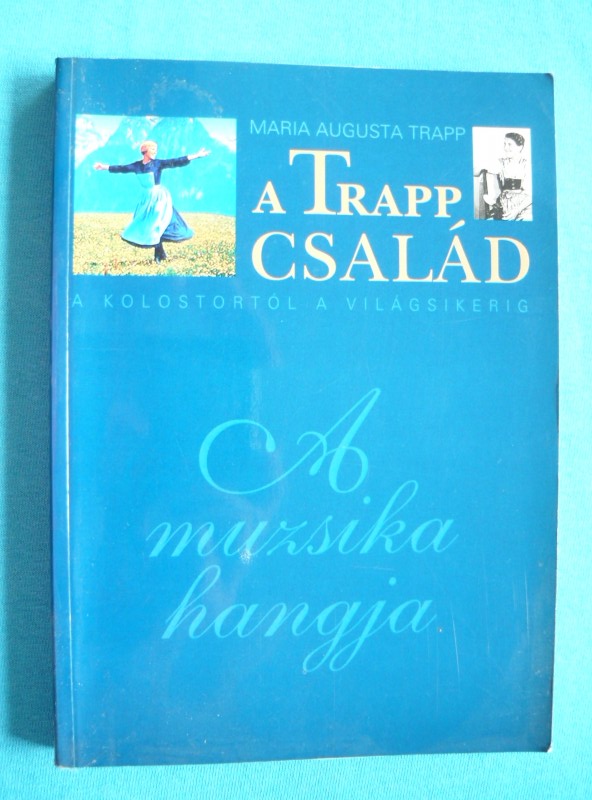 MARIA AUGUSTA TRAPP
A TRAPP
CSALÁD
A KOLOSTORTÓL A VILÁGSIKERIG
A
muzsika
hangja